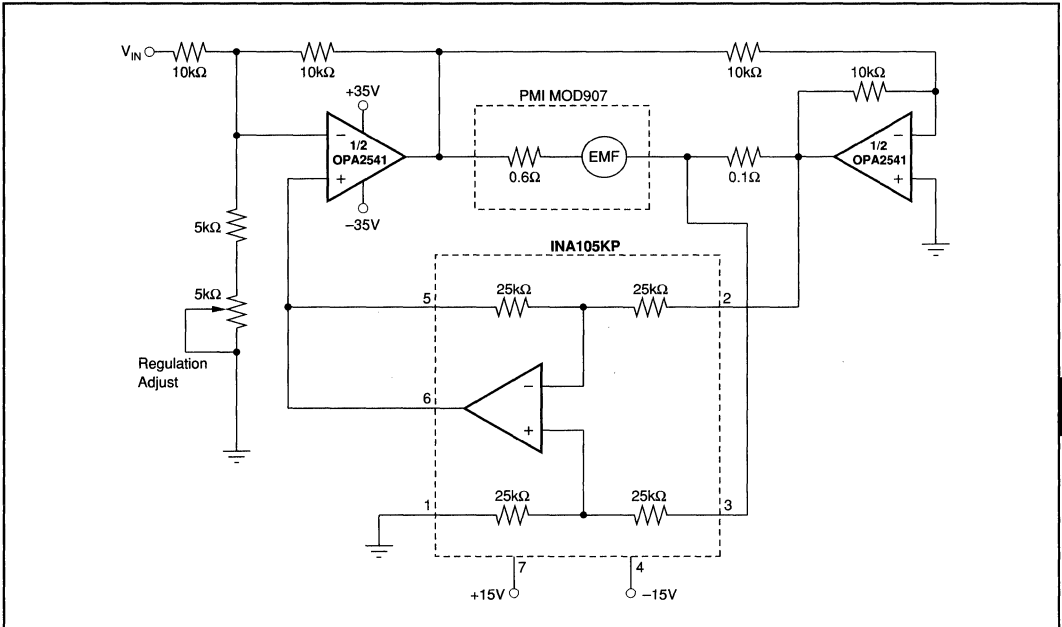 V_IN
10kΩ
10kΩ
10kΩ
10kΩ
+35V
PMI MOD907
−
1/2
OPA2541
+
−35V
0.6Ω
EMF
0.1Ω
−
1/2
OPA2541
+
5kΩ
5kΩ
Regulation
Adjust
INA105KP
5
25kΩ
25kΩ
2
6
−
+
1
25kΩ
25kΩ
3
7
4
+15V
−15V